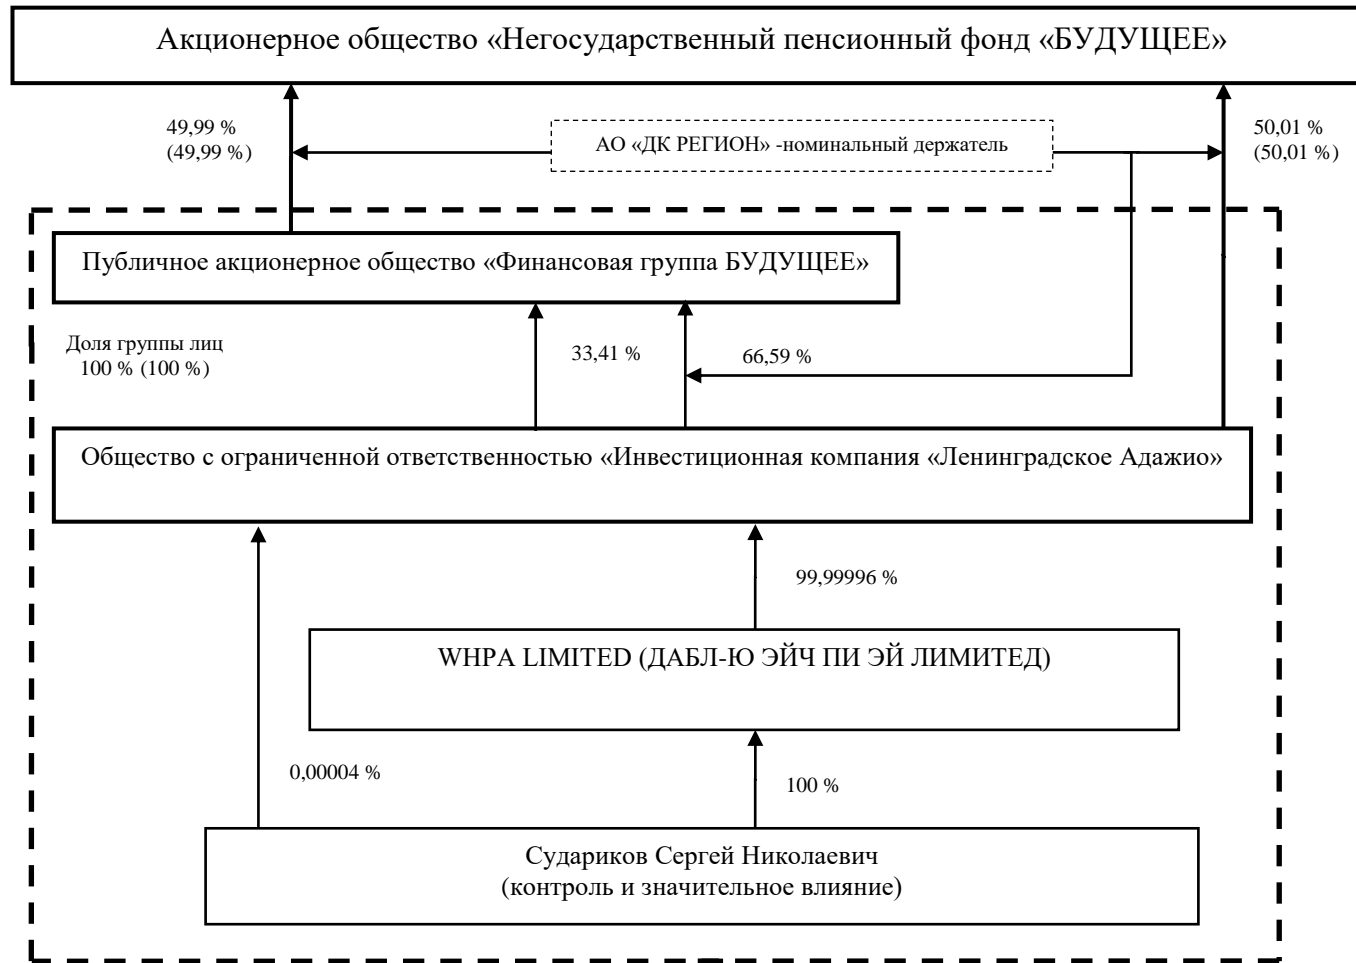 Акционерное общество «Негосударственный пенсионный фонд «БУДУЩЕЕ»
49,99 %
(49,99 %)
АО «ДК РЕГИОН» -номинальный держатель
50,01 %
(50,01 %)
Публичное акционерное общество «Финансовая группа БУДУЩЕЕ»
Доля группы лиц
100 % (100 %)
33,41 %
66,59 %
Общество с ограниченной ответственностью «Инвестиционная компания «Ленинградское Адажио»
99,99996 %
WHPA LIMITED (ДАБЛ-Ю ЭЙЧ ПИ ЭЙ ЛИМИТЕД)
0,00004 %
100 %
Судариков Сергей Николаевич
(контроль и значительное влияние)